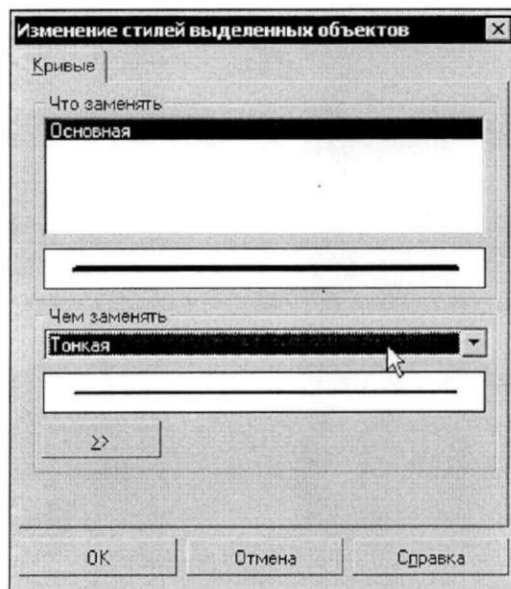 Изменение стилей выделенных объектов
Кривые
Что заменять
Основная
Чем заменять
Тонкая
>>
OK
Отмена
Справка